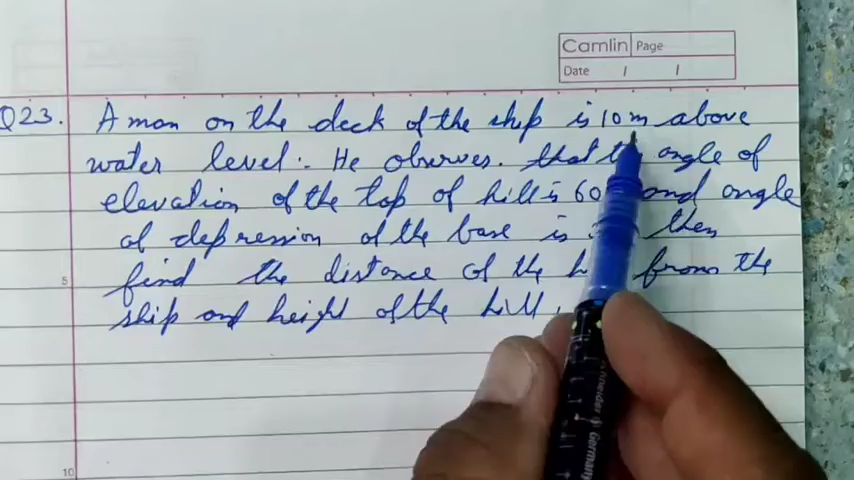 Camlin Page
Date / /
Q23. A man on the deck of the ship is 10m above
water level. He observes. that the angle of
elevation of the top of hill is 60 and angle
of depression of the base is then
find the distance of the from the
ship and height of the hill.
5
10